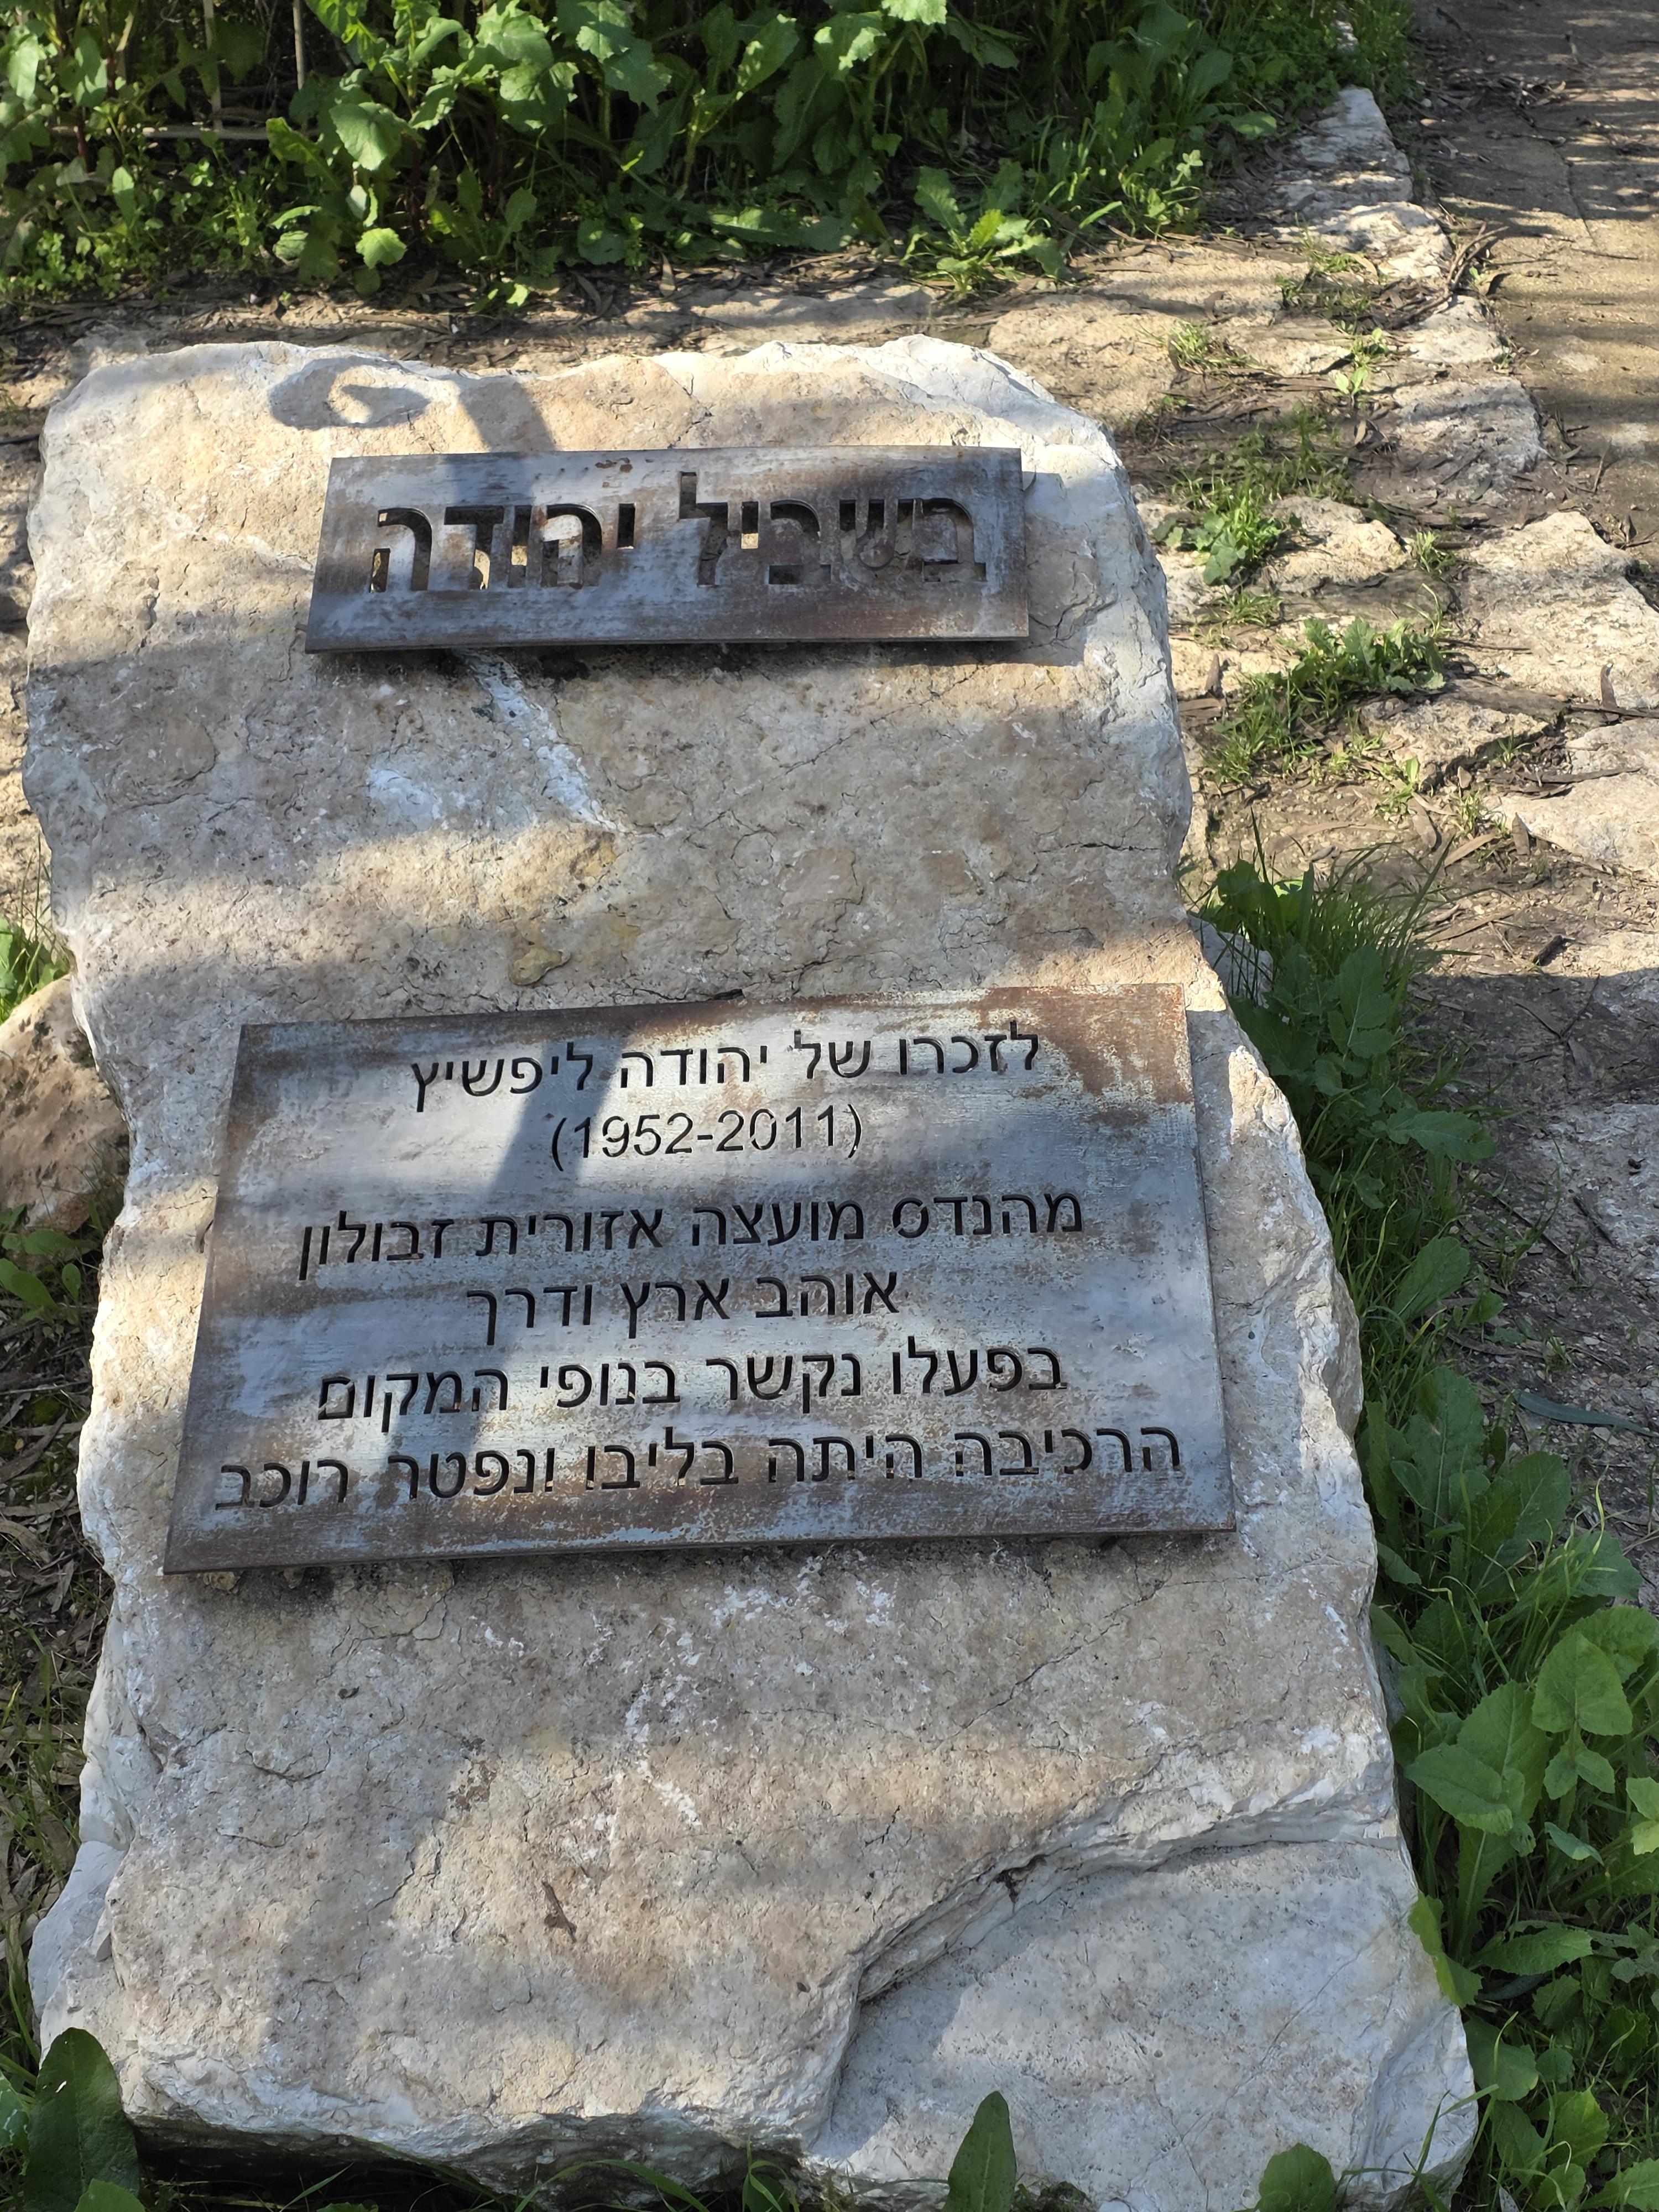 בשביל יהודה
לזכרו של יהודה ליפשיץ
(1952-2011)
מהנדס מועצה אזורית זבולון
אוהב ארץ ודרך
בפעלו נקשר בנופי המקום
הרכיבה היתה בליבו ונפטר רוכב